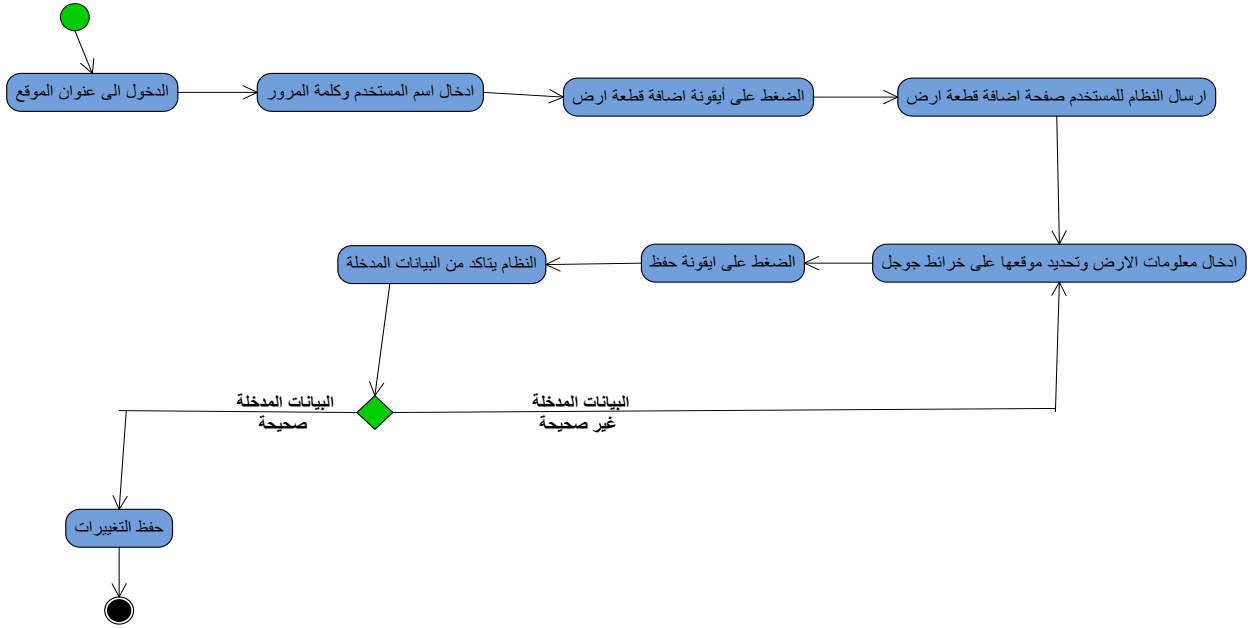 الدخول الى عنوان الموقع
ادخال اسم المستخدم وكلمة المرور
الضغط على أيقونة اضافة قطعة ارض
ارسال النظام للمستخدم صفحة اضافة قطعة ارض
ادخال معلومات الارض وتحديد موقعها على خرائط جوجل
الضغط على ايقونة حفظ
النظام يتاكد من البيانات المدخلة
البيانات المدخلة
صحيحة
البيانات المدخلة
غير صحيحة
حفظ التغييرات